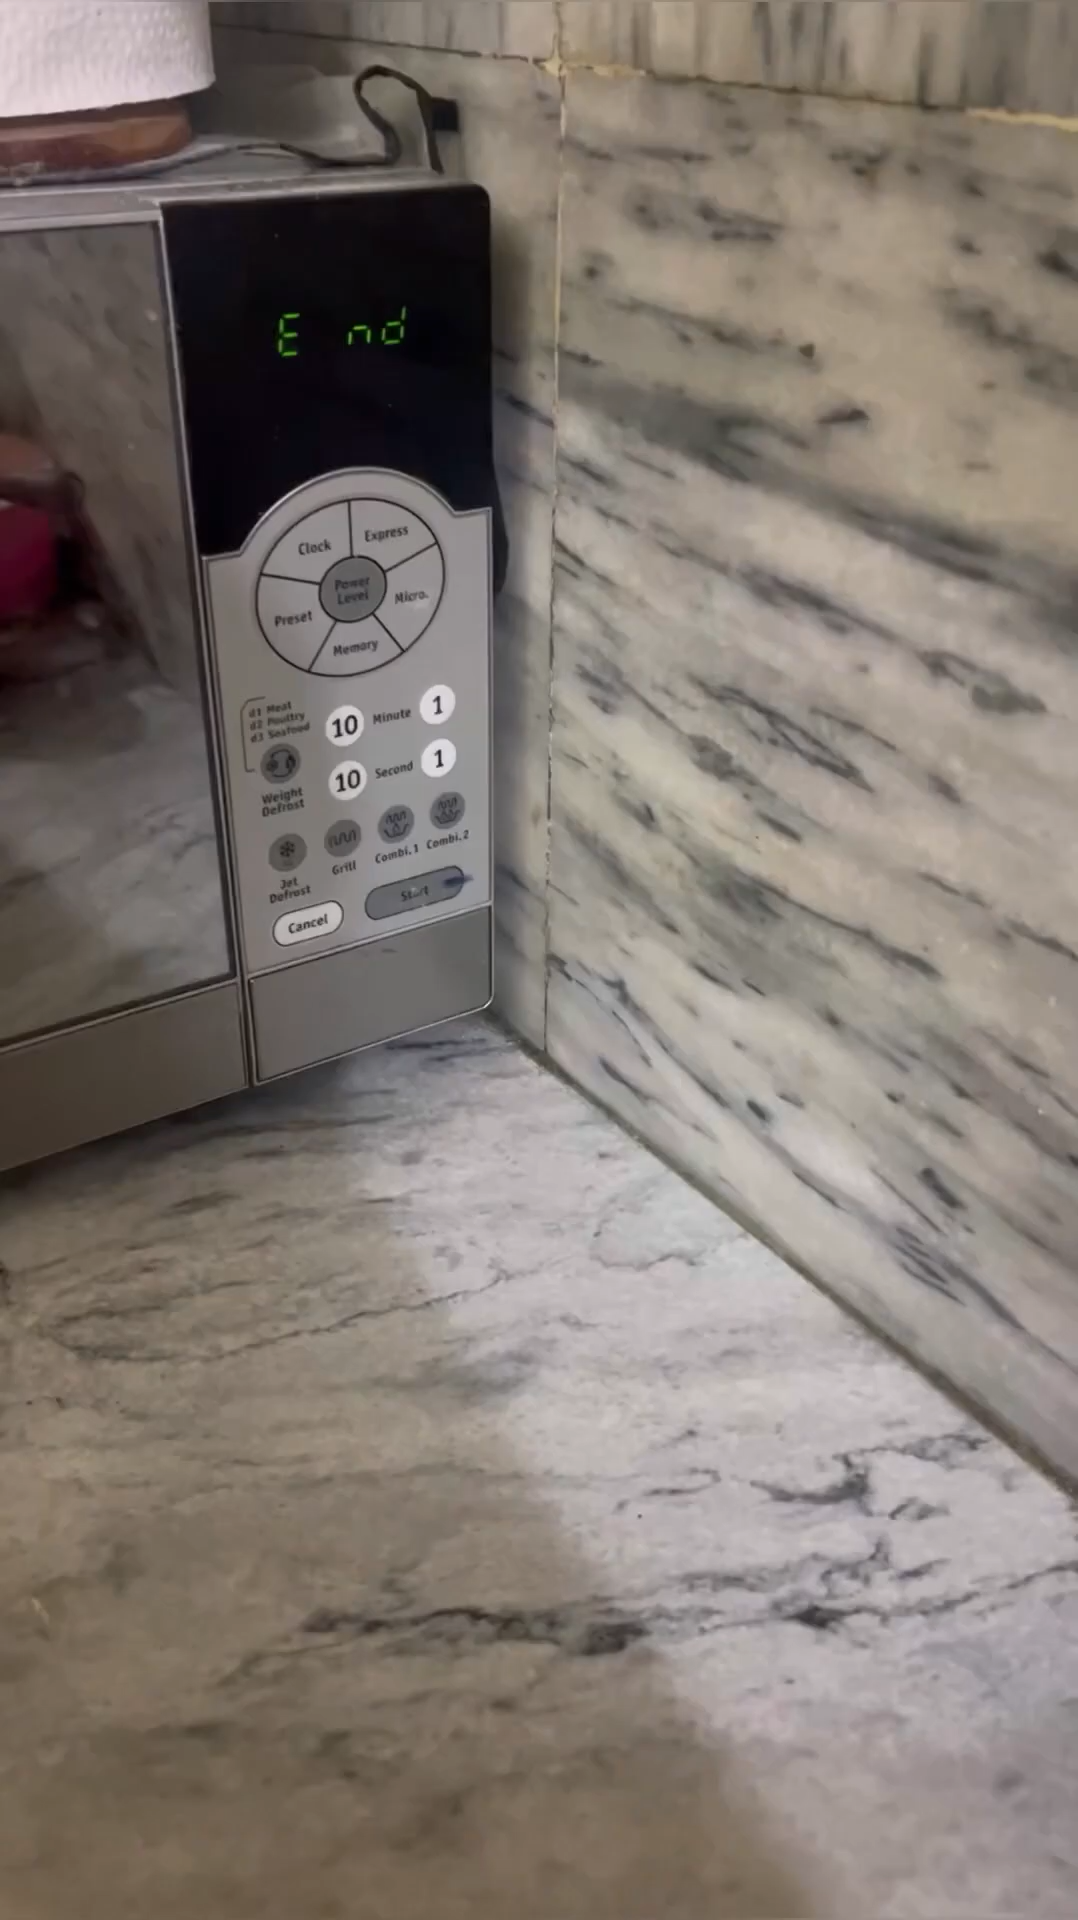 E nd
Clock
Express
Power
Level
Preset
Micro.
Memory
d1 Meat
d2 Poultry
d3 Seafood
10 Minute 1
10 Second 1
Weight
Defrost
Jet
Defrost
Grill
Combi.1
Combi.2
Cancel
Start